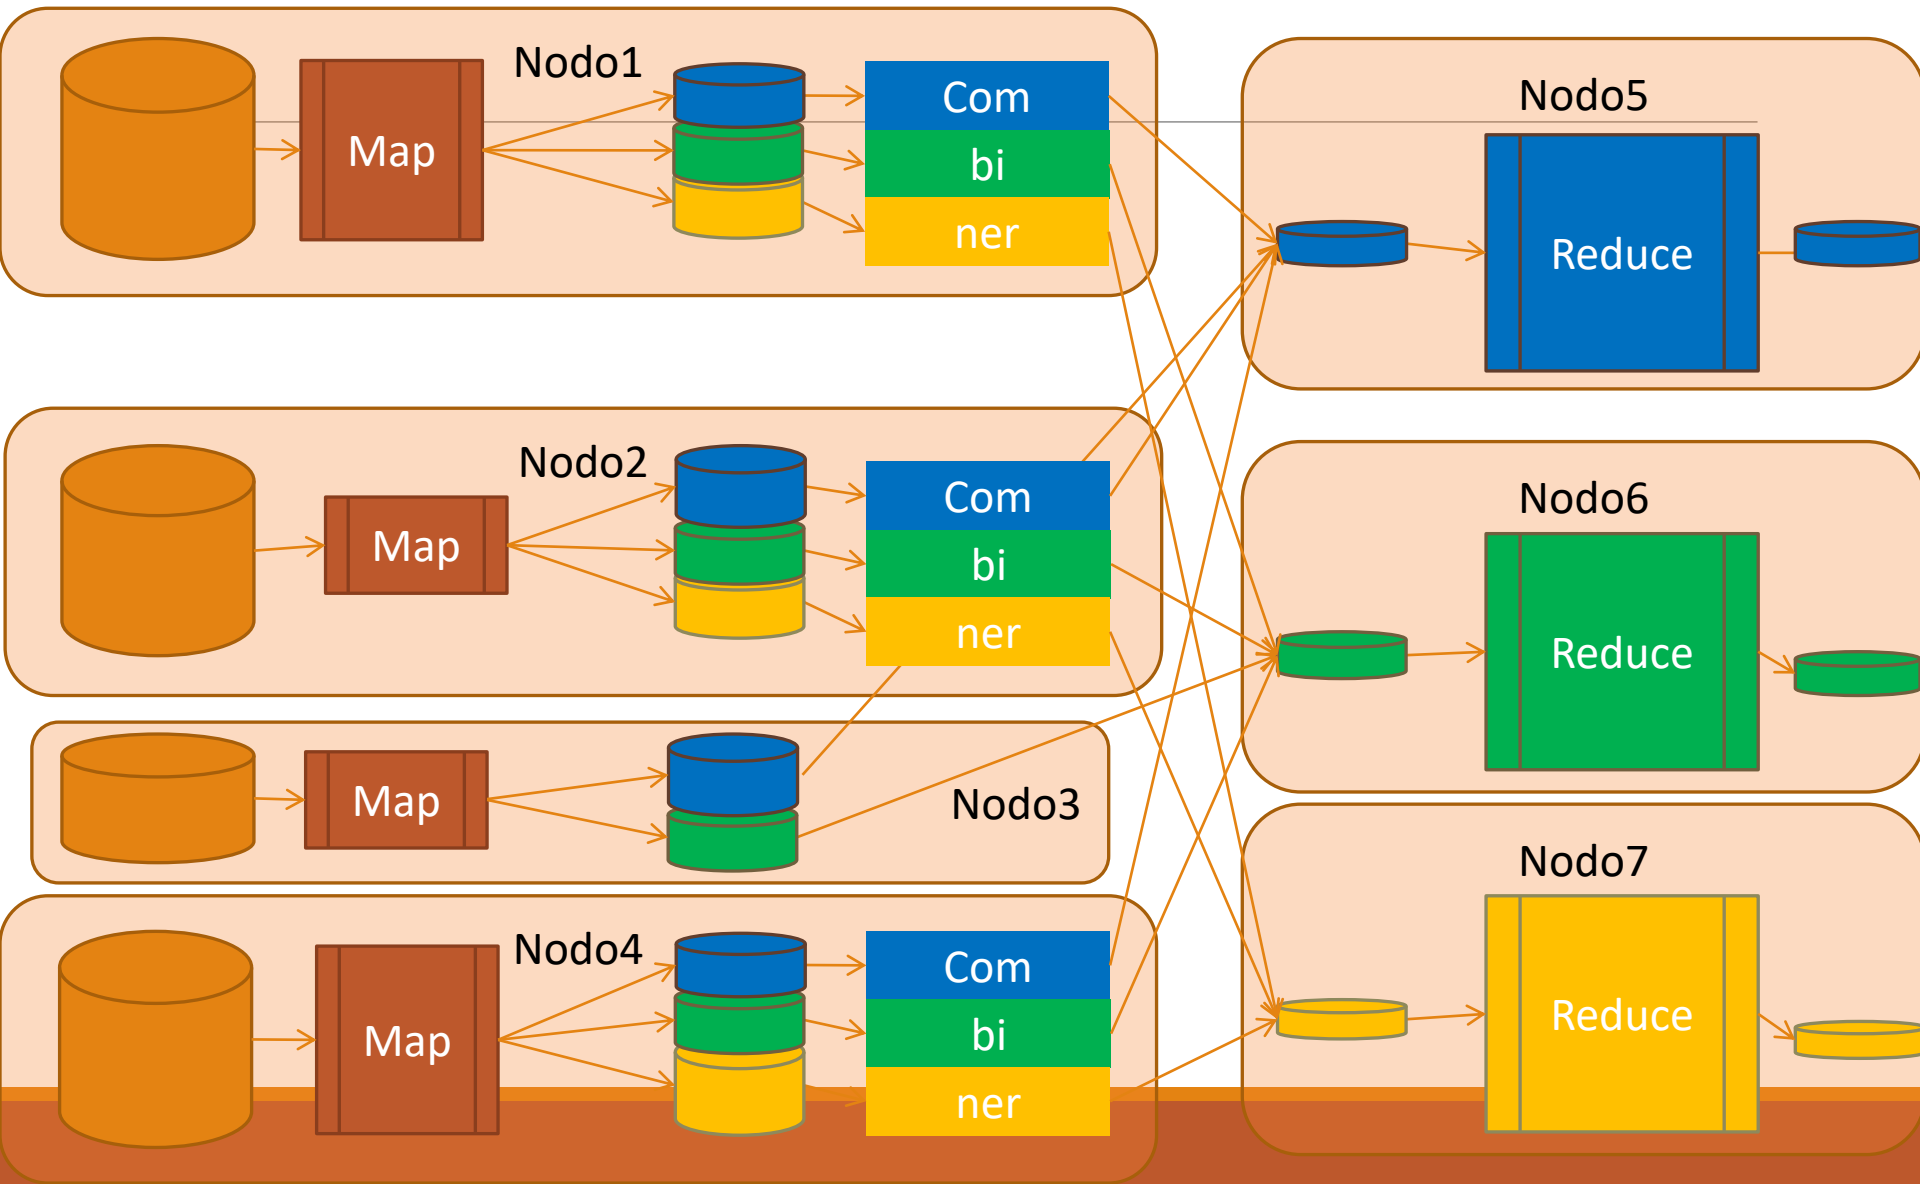 Nodo1
Map
Com
bi
ner
Nodo5
Reduce
Nodo2
Map
Com
bi
ner
Nodo6
Reduce
Map
Nodo3
Nodo4
Map
Com
bi
ner
Nodo7
Reduce